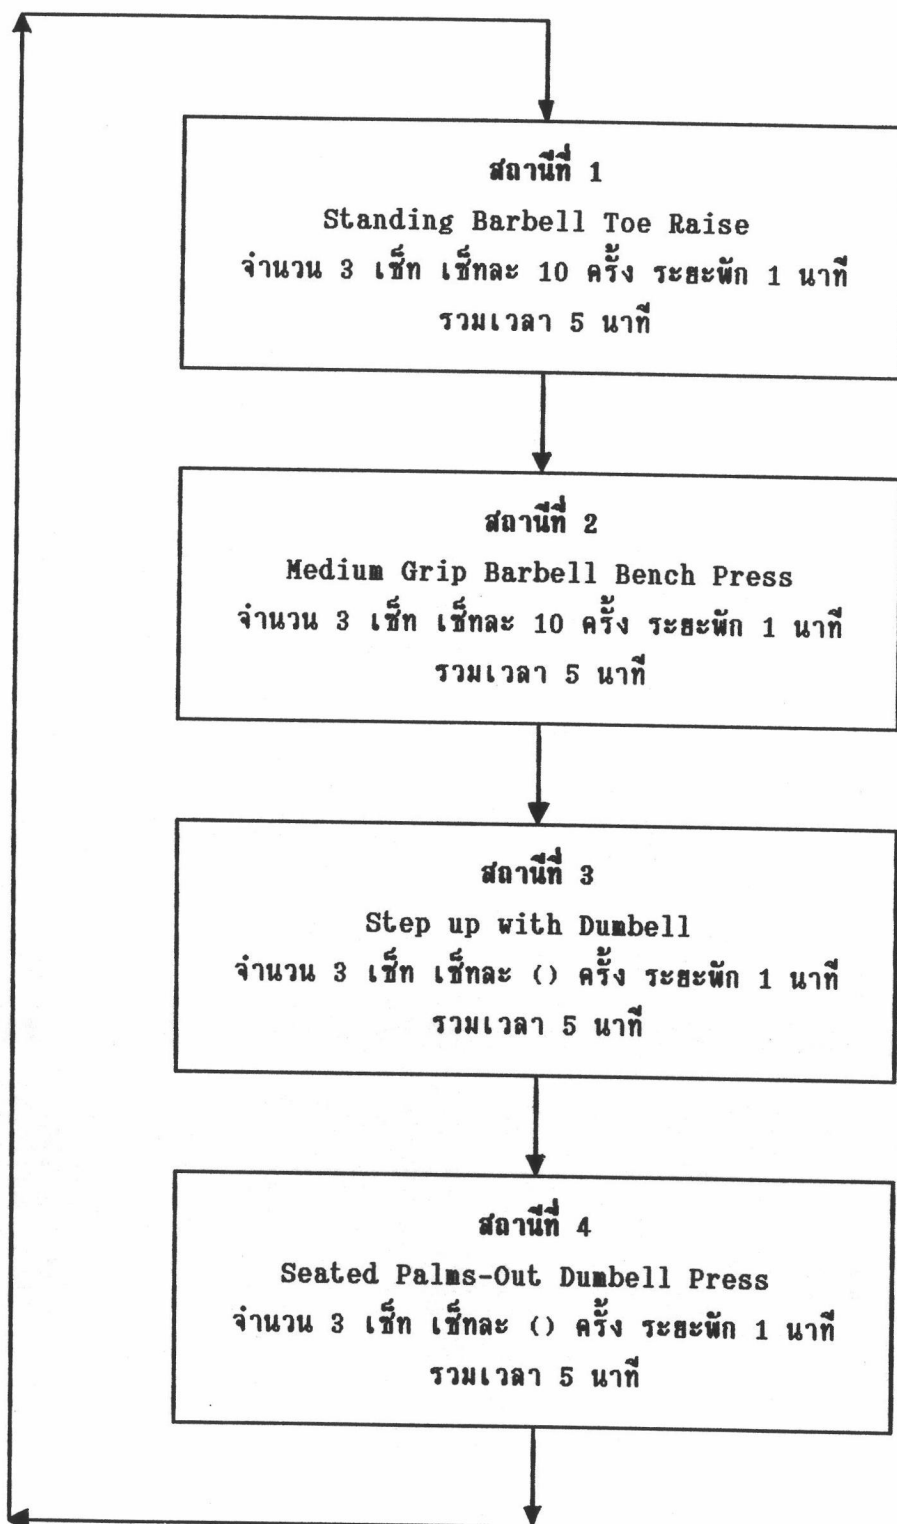 สถานีที่ 1
Standing Barbell Toe Raise
จำนวน 3 เซ็ท เซ็ทละ 10 ครั้ง ระยะพัก 1 นาที
รวมเวลา 5 นาที
สถานีที่ 2
Medium Grip Barbell Bench Press
จำนวน 3 เซ็ท เซ็ทละ 10 ครั้ง ระยะพัก 1 นาที
รวมเวลา 5 นาที
สถานีที่ 3
Step up with Dumbell
จำนวน 3 เซ็ท เซ็ทละ () ครั้ง ระยะพัก 1 นาที
รวมเวลา 5 นาที
สถานีที่ 4
Seated Palms-Out Dumbell Press
จำนวน 3 เซ็ท เซ็ทละ () ครั้ง ระยะพัก 1 นาที
รวมเวลา 5 นาที